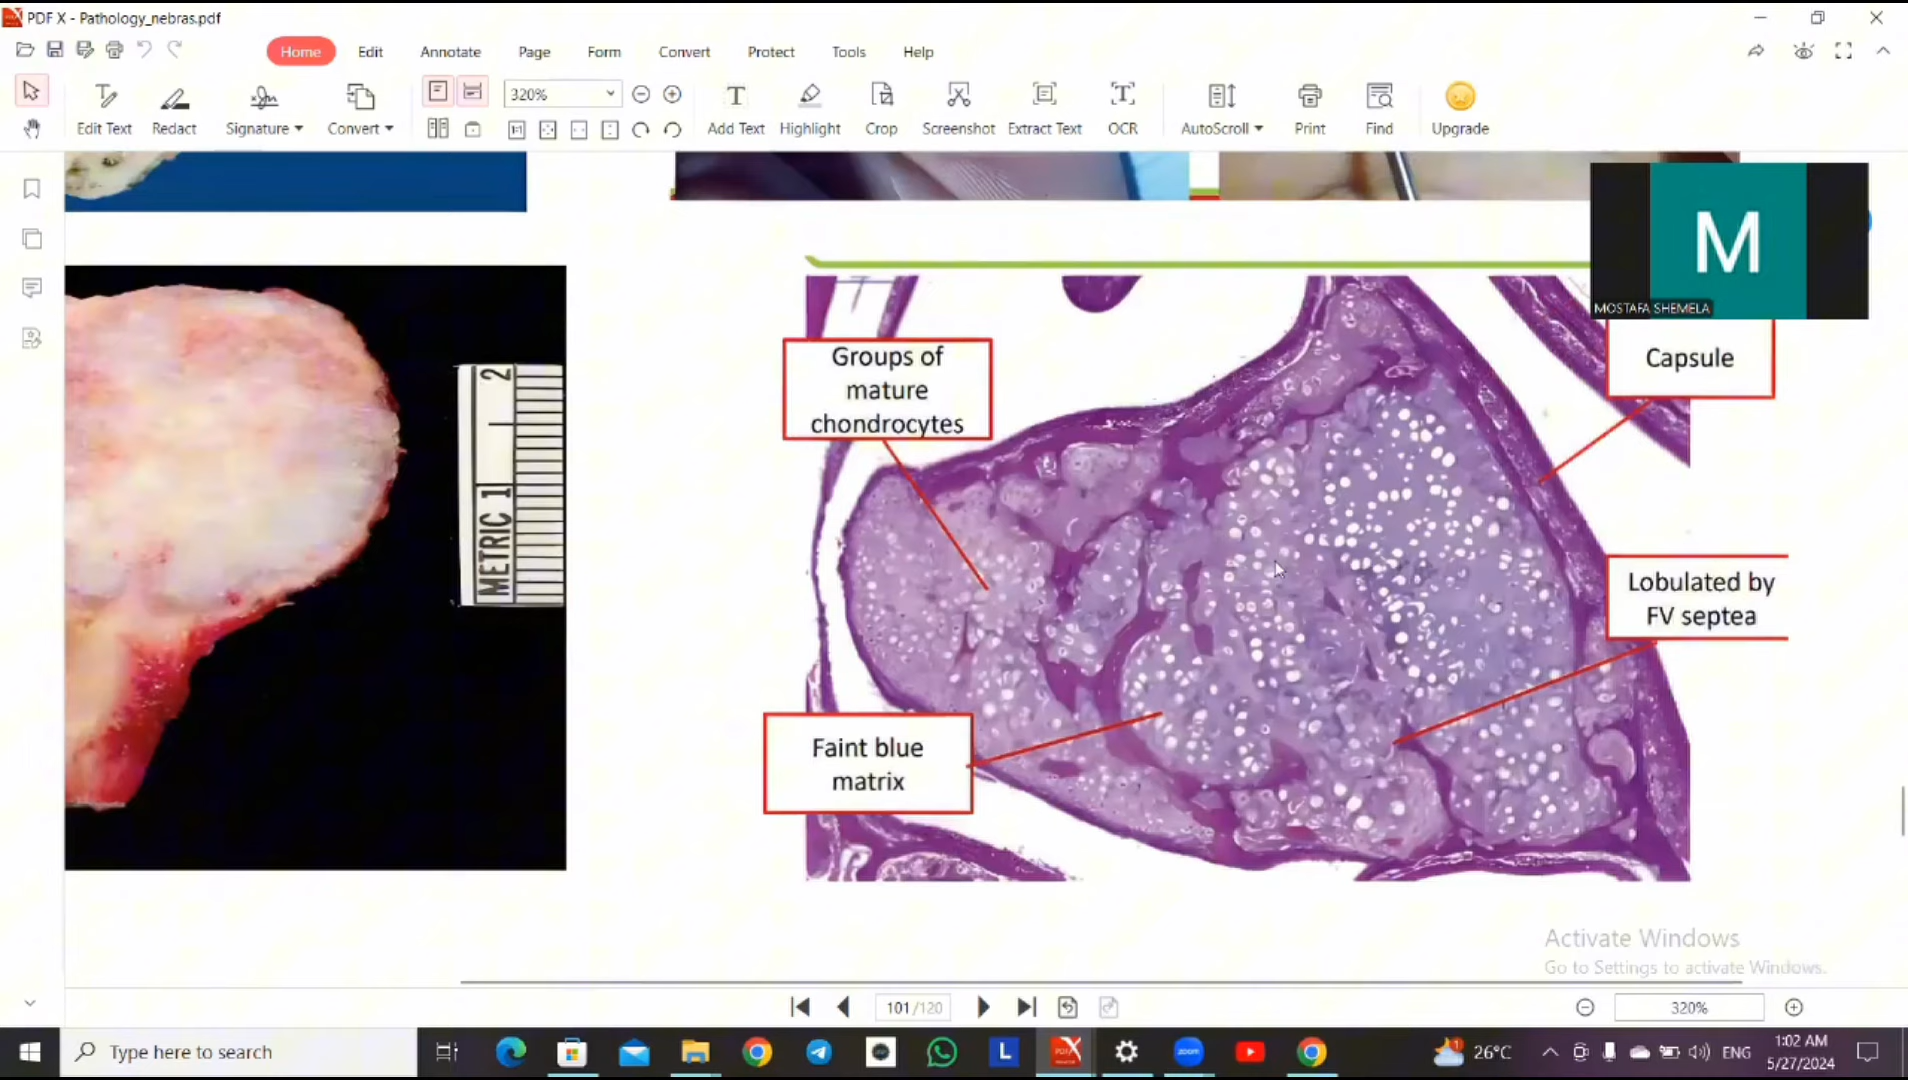 PDF X - Pathology_nebras.pdf
Home Edit Annotate Page Form Convert Protect Tools Help
320%
Edit Text Redact Signature Convert Add Text Highlight Crop Screenshot Extract Text OCR AutoScroll Print Find Upgrade
M
MOSTAFA SHEMELA
Groups of
mature
chondrocytes
Capsule
2
METRIC 1
Lobulated by
FV septea
Faint blue
matrix
Activate Windows
Go to Settings to activate Windows.
101 /120
320%
Type here to search
L
zoom
26°C
ENG
1:02 AM
5/27/2024